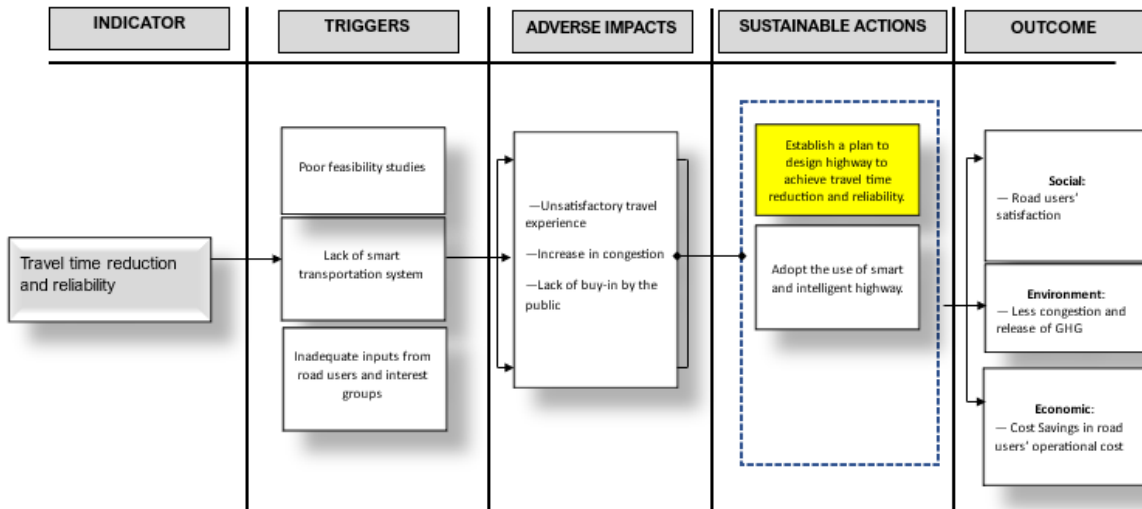 INDICATOR
TRIGGERS
ADVERSE IMPACTS
SUSTAINABLE ACTIONS
OUTCOME
Travel time reduction
and reliability
Poor feasibility studies
Lack of smart
transportation system
Inadequate inputs from
road users and interest
groups
—Unsatisfactory travel
experience
—Increase in congestion
—Lack of buy-in by the
public
Establish a plan to
design highway to
achieve travel time
reduction and reliability.
Adopt the use of smart
and intelligent highway.
Social:
— Road users'
satisfaction
Environment:
— Less congestion and
release of GHG
Economic:
— Cost Savings in road
users' operational cost